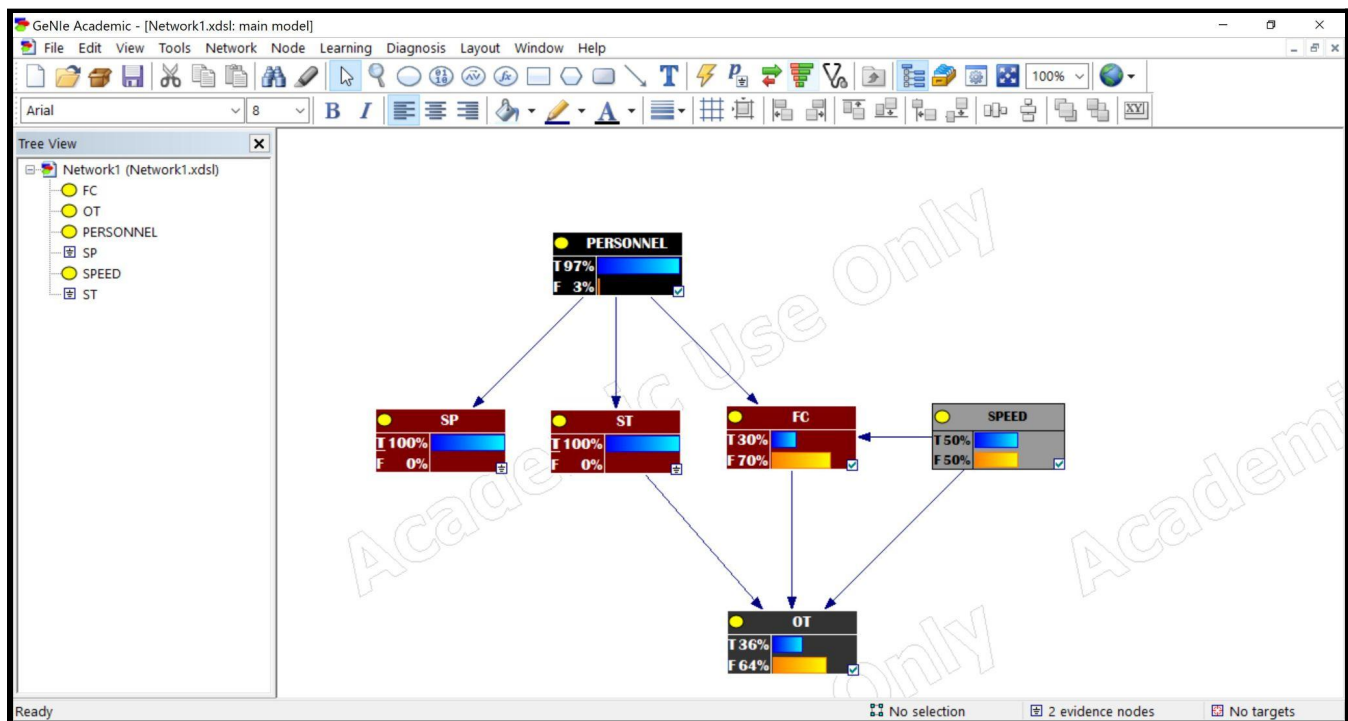 GeNIe Academic - [Network1.xdsl: main model]
File Edit View Tools Network Node Learning Diagnosis Layout Window Help
100%
Arial 8 B I A
Tree View
Network1 (Network1.xdsl)
FC
OT
PERSONNEL
SP
SPEED
ST
PERSONNEL
T 97%
F 3%
SP
T 100%
F 0%
ST
T 100%
F 0%
FC
T 30%
F 70%
SPEED
T 50%
F 50%
OT
T 36%
F 64%
Academic Use Only
Academi
Only
Ready No selection 2 evidence nodes No targets